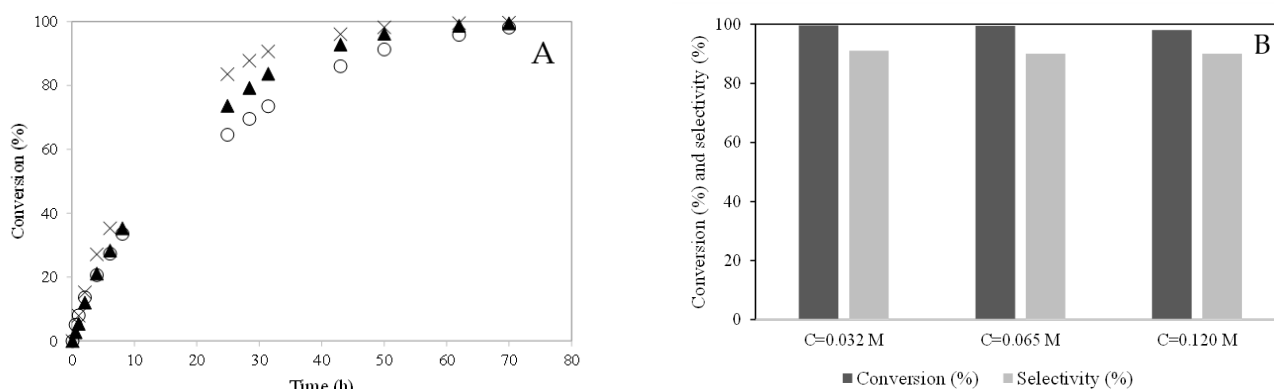 A
100
80
60
40
20
0
0 10 20 30 40 50 60 70 80
Conversion (%)
Time (h)
B
100
80
60
40
20
0
Conversion (%) and selectivity (%)
C=0.032 M C=0.065 M C=0.120 M
Conversion (%) Selectivity (%)